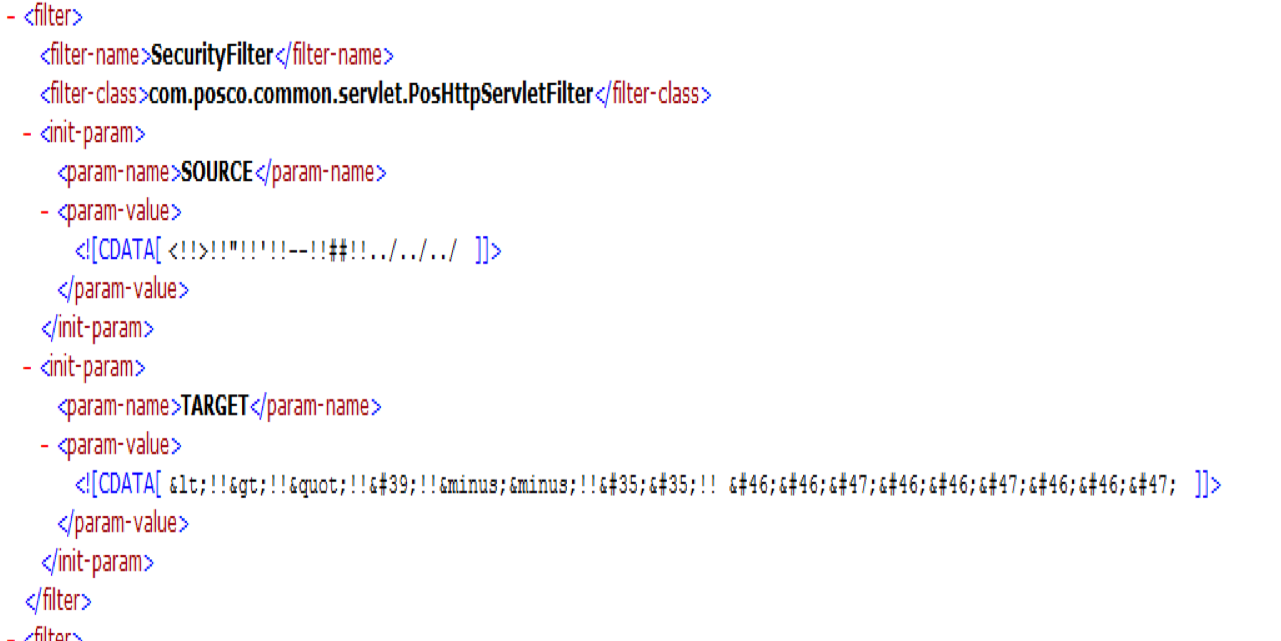 - <filter>
<filter-name>SecurityFilter</filter-name>
<filter-class>com.posco.common.servlet.PosHttpServletFilter</filter-class>
- <init-param>
<param-name>SOURCE</param-name>
- <param-value>
<![CDATA[ <!!>!!"!!'!!--!!##!!../../../ ]]>
</param-value>
</init-param>
- <init-param>
<param-name>TARGET</param-name>
- <param-value>
<![CDATA[ &lt;!!&gt;!!&quot;!!&#39;!!&minus;&minus;!!&#35;&#35;!! &#46;&#46;&#47;&#46;&#46;&#47;&#46;&#46;&#47; ]]>
</param-value>
</init-param>
</filter>
- <filter>